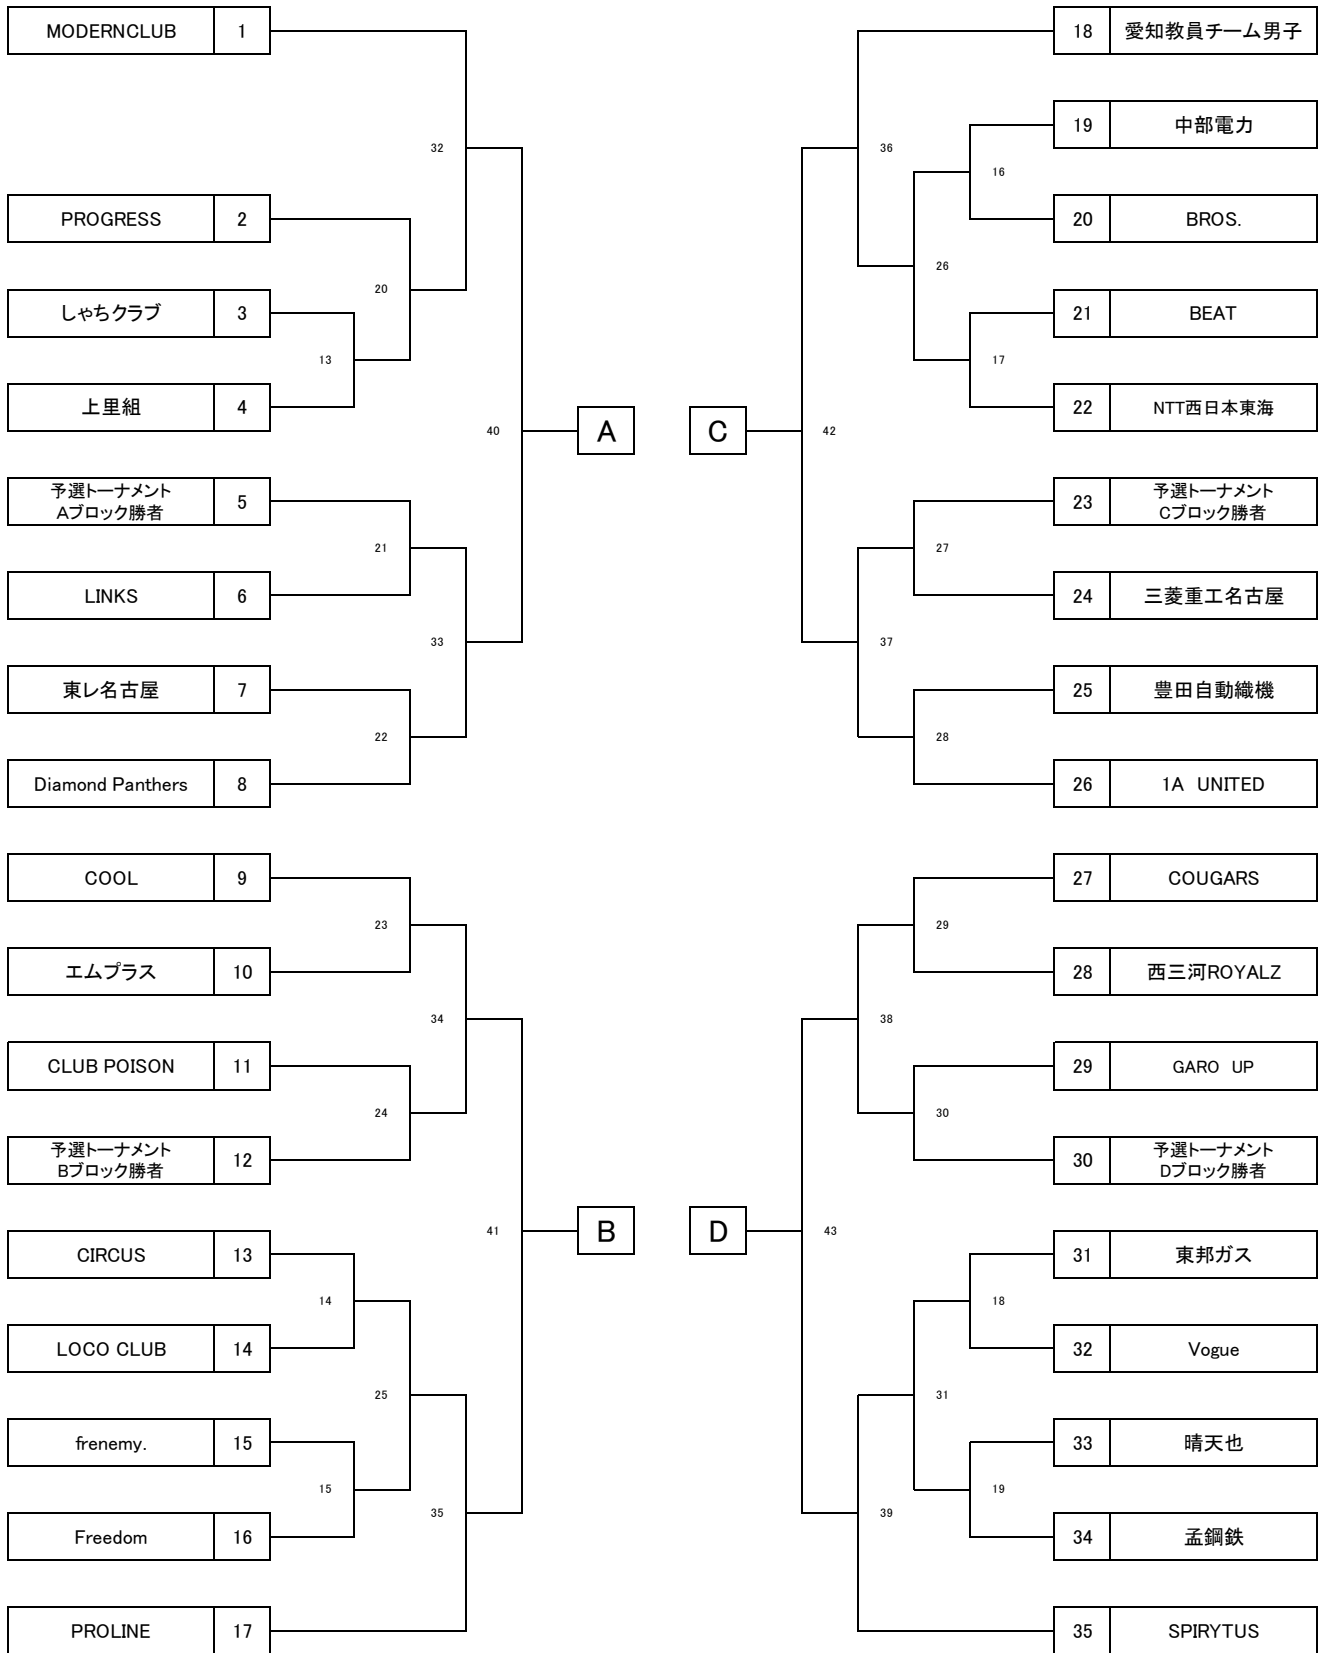 MODERNCLUB 1
32
PROGRESS 2
20
しゃちクラブ 3
13
上里組 4
40
A
予選トーナメント
Aブロック勝者 5
21
LINKS 6
33
東レ名古屋 7
22
Diamond Panthers 8
COOL 9
23
エムプラス 10
34
CLUB POISON 11
24
予選トーナメント
Bブロック勝者 12
41
B
CIRCUS 13
14
LOCO CLUB 14
25
frenemy. 15
15
35
Freedom 16
PROLINE 17
18 愛知教員チーム男子
19 中部電力
36
16
20 BROS.
26
21 BEAT
17
22 NTT西日本東海
C
42
23 予選トーナメント
Cブロック勝者
27
24 三菱重工名古屋
37
25 豊田自動織機
28
26 1A UNITED
27 COUGARS
29
28 西三河ROYALZ
38
29 GARO UP
30
30 予選トーナメント
Dブロック勝者
D
43
31 東邦ガス
18
32 Vogue
31
33 晴天也
19
39
34 孟鋼鉄
35 SPIRYTUS